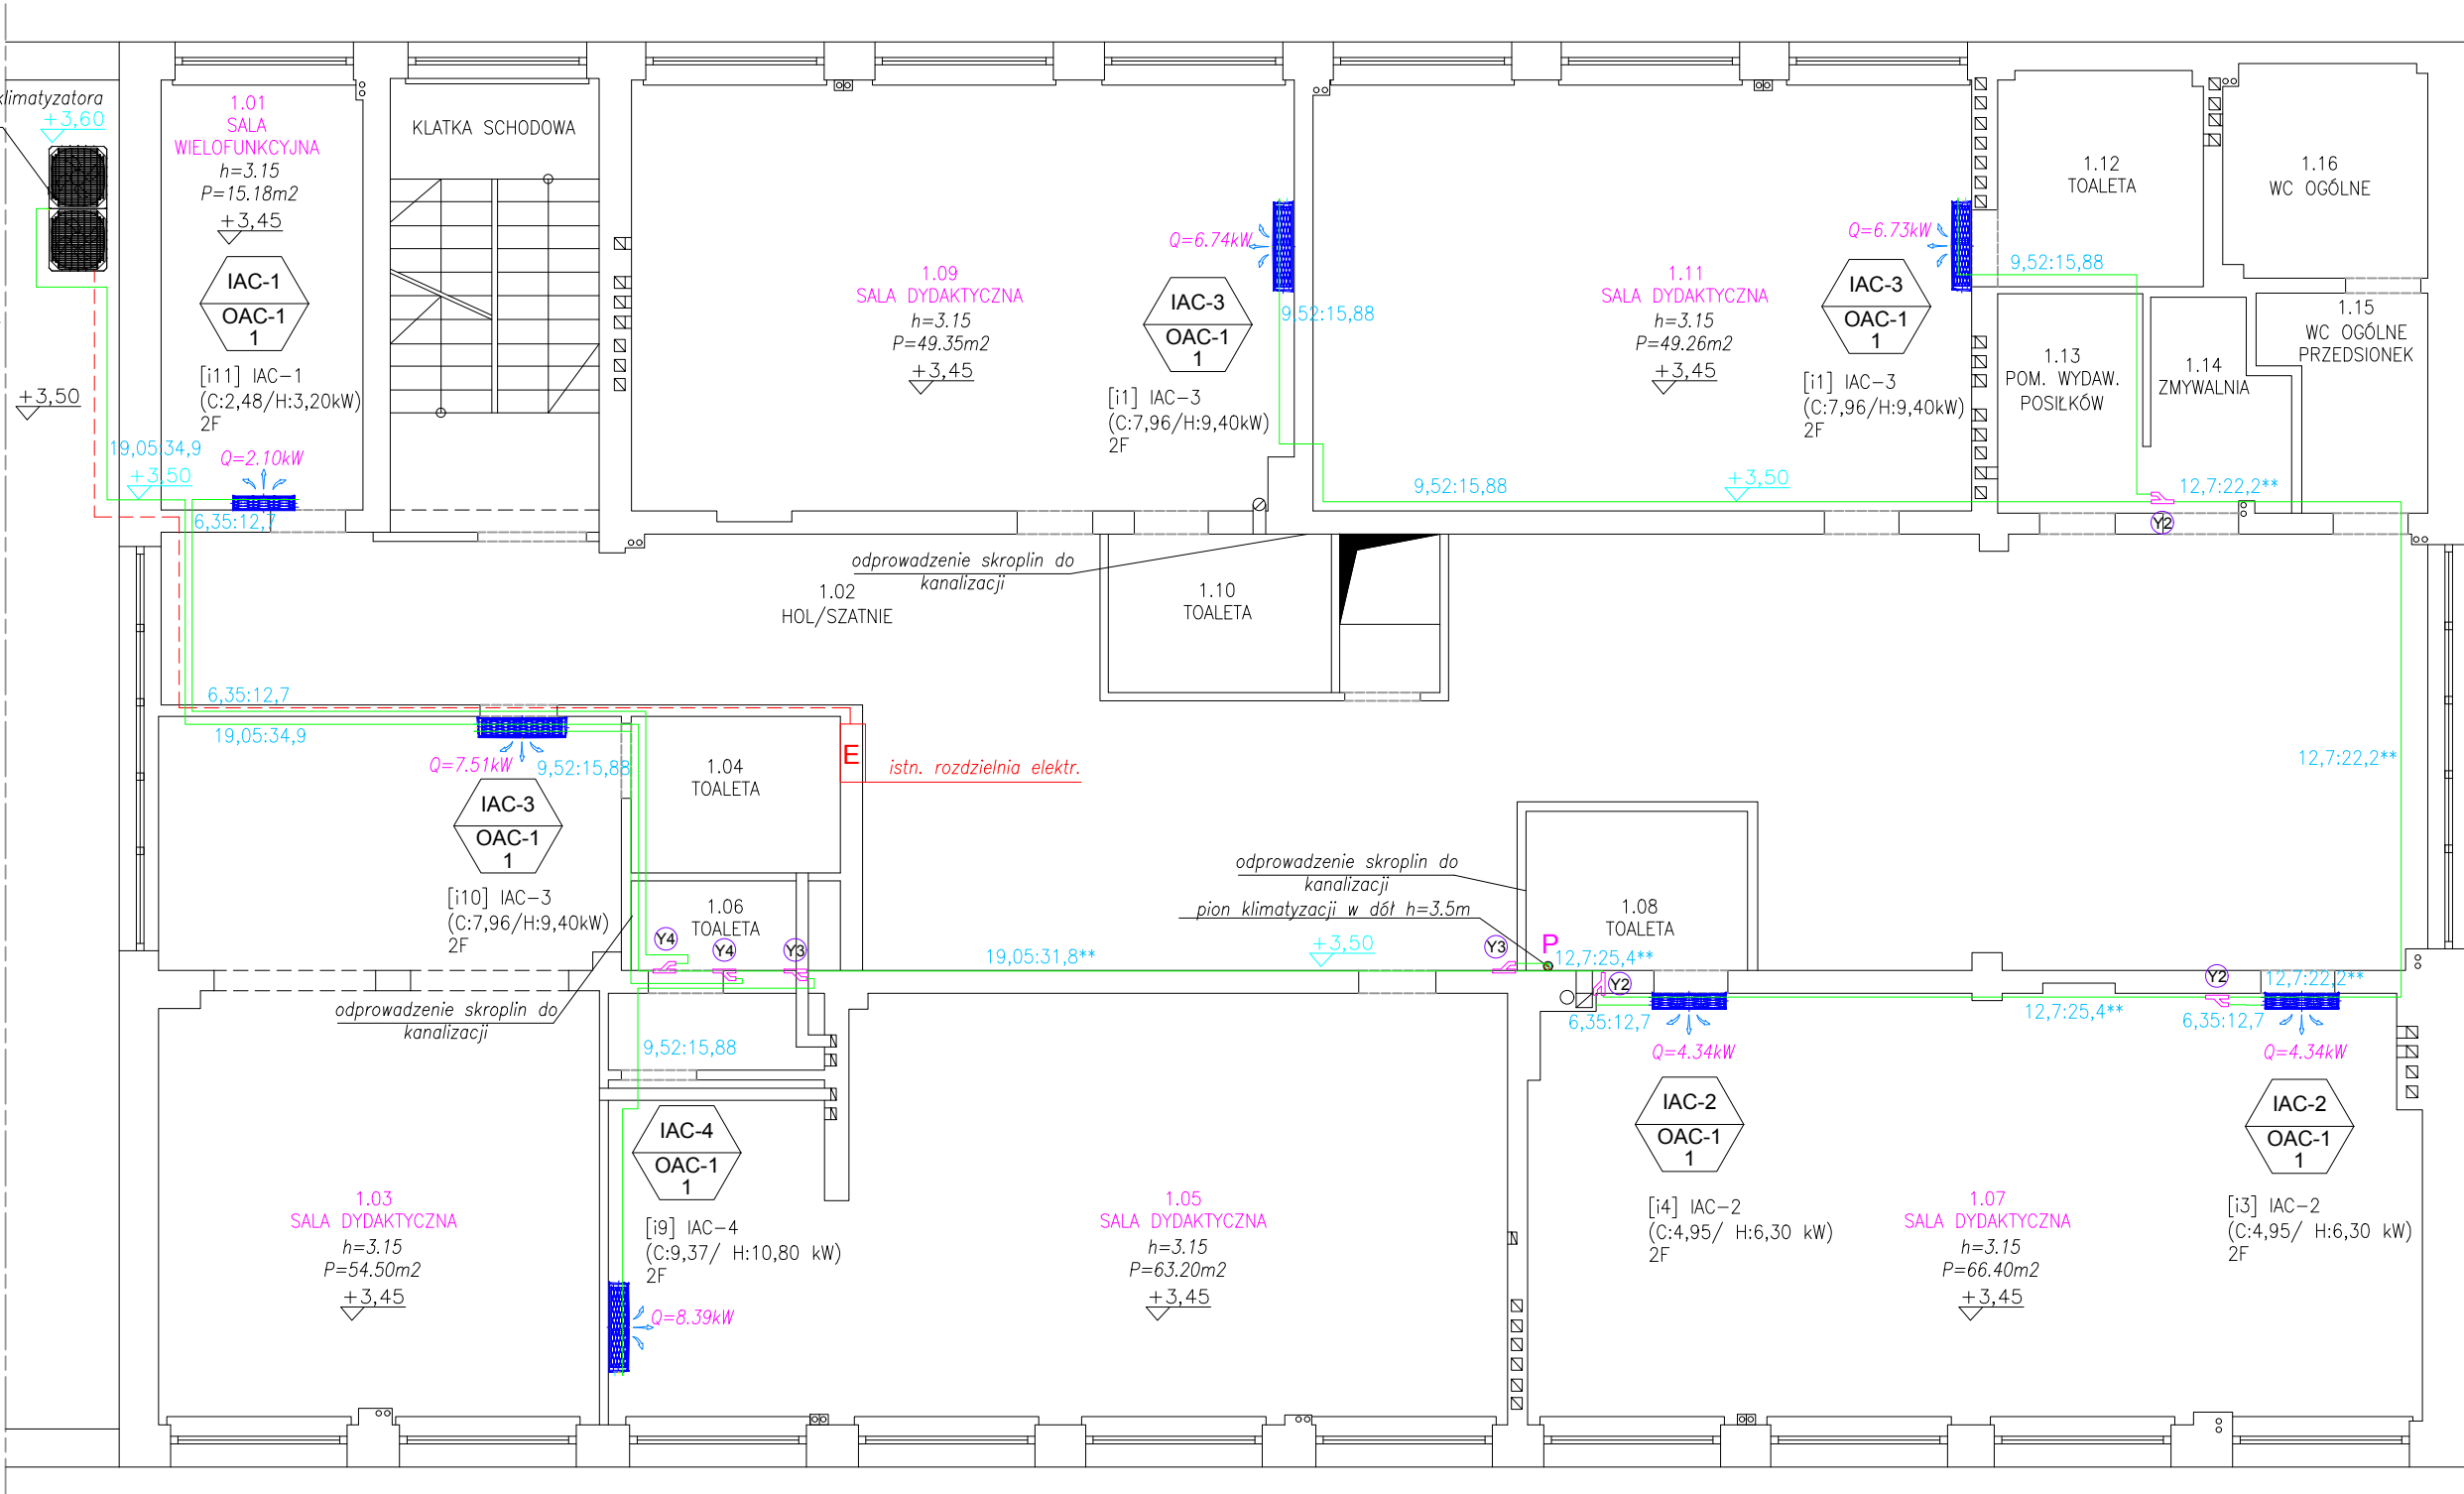 klimatyzatora
+3,60
1.01
SALA
WIELOFUNKCYJNA
h=3.15
P=15.18m2
+3,45
IAC-1
OAC-1
1
[i11] IAC-1
(C:2,48/H:3,20kW)
2F
+3,50
19,05:34,9
+3,50
Q=2.10kW
6,35:12,7
KLATKA SCHODOWA
1.09
SALA DYDAKTYCZNA
h=3.15
P=49.35m2
+3,45
Q=6.74kW
IAC-3
OAC-1
1
9,52:15,88
[i1] IAC-3
(C:7,96/H:9,40kW)
2F
1.11
SALA DYDAKTYCZNA
h=3.15
P=49.26m2
+3,45
Q=6.73kW
IAC-3
OAC-1
1
[i1] IAC-3
(C:7,96/H:9,40kW)
2F
9,52:15,88
+3,50
1.12
TOALETA
9,52:15,88
1.16
WC OGÓLNE
1.15
WC OGÓLNE
PRZEDSIONEK
1.13
POM. WYDAW.
POSIŁKÓW
1.14
ZMYWALNIA
12,7:22,2**
Y2
odprowadzenie skroplin do
kanalizacji
1.02
HOL/SZATNIE
1.10
TOALETA
6,35:12,7
19,05:34,9
Q=7.51kW
9,52:15,88
IAC-3
OAC-1
1
[i10] IAC-3
(C:7,96/H:9,40kW)
2F
1.04
TOALETA
E
istn. rozdzielnia elektr.
12,7:22,2**
1.06
TOALETA
Y4
Y4
Y3
odprowadzenie skroplin do
kanalizacji
pion klimatyzacji w dół h=3.5m
1.08
TOALETA
19,05:31,8**
+3,50
Y3
P
12,7:25,4**
Y2
Y2
12,7:22,2**
odprowadzenie skroplin do
kanalizacji
9,52:15,88
6,35:12,7
12,7:25,4**
6,35:12,7
Q=4.34kW
Q=4.34kW
IAC-4
OAC-1
1
[i9] IAC-4
(C:9,37/ H:10,80 kW)
2F
Q=8.39kW
IAC-2
OAC-1
1
[i4] IAC-2
(C:4,95/ H:6,30 kW)
2F
IAC-2
OAC-1
1
[i3] IAC-2
(C:4,95/ H:6,30 kW)
2F
1.03
SALA DYDAKTYCZNA
h=3.15
P=54.50m2
+3,45
1.05
SALA DYDAKTYCZNA
h=3.15
P=63.20m2
+3,45
1.07
SALA DYDAKTYCZNA
h=3.15
P=66.40m2
+3,45